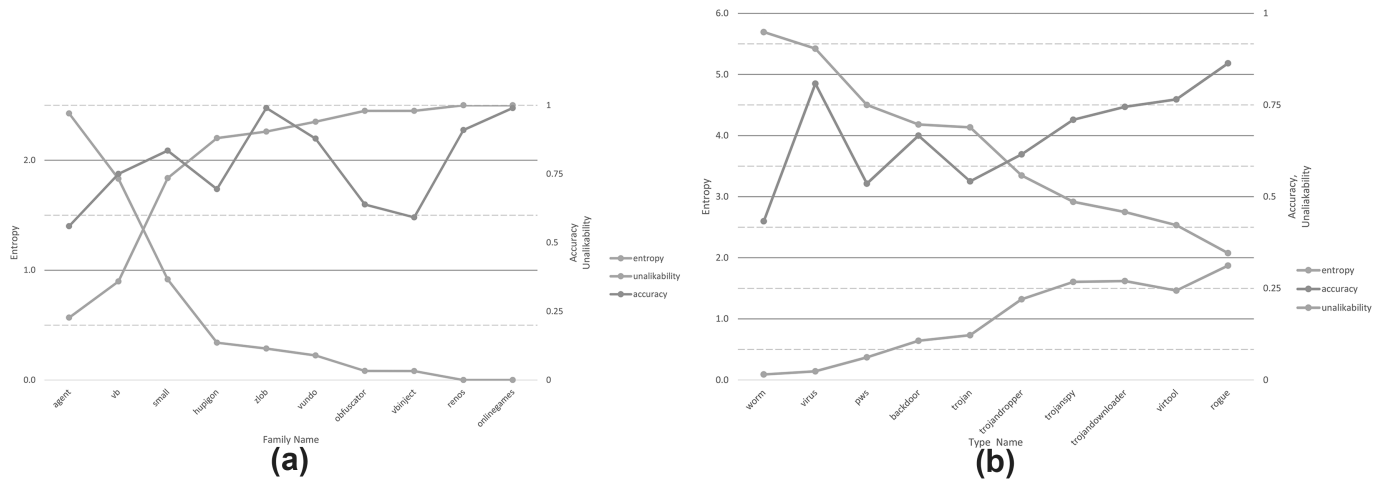 2.0
1.0
0.0
Entropy
1
0.75
0.5
0.25
0
Accuracy
Unalikability
entropy
unalikability
accuracy
agent
vb
small
hupigon
zlob
vundo
obfuscator
vbinject
renos
onlinegames
Family Name
(a)
6.0
5.0
4.0
3.0
2.0
1.0
0.0
Entropy
1
0.75
0.5
0.25
0
Accuracy,
Unaliakability
entropy
accuracy
unalikability
worm
virus
pws
backdoor
trojan
trojandropper
trojanspy
trojandownloader
virtool
rogue
Type Name
(b)